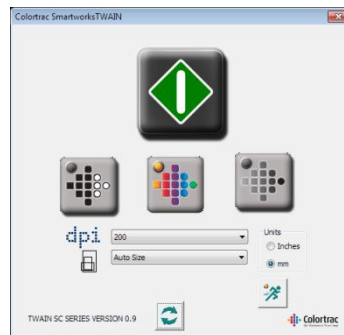 Colortrac SmartworksTWAIN
dpi
200
Auto Size
Units
Inches
mm
TWAIN SC SERIES VERSION 0.9
Colortrac